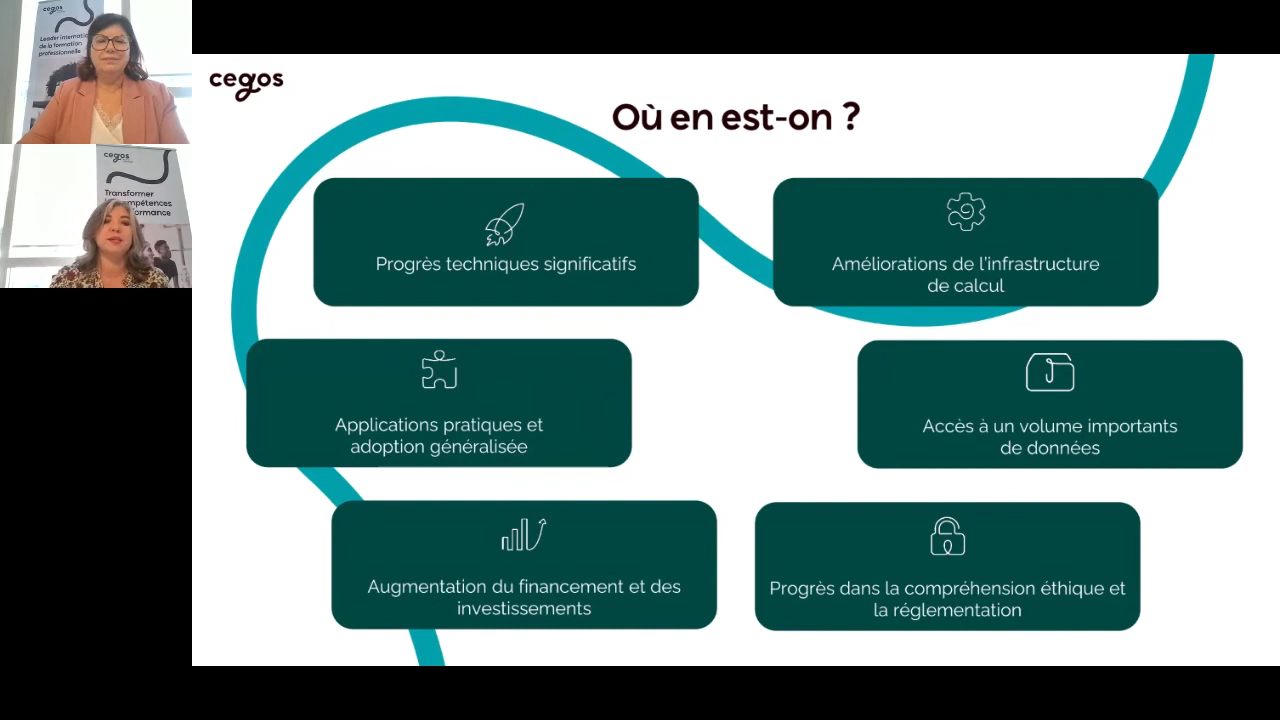 cegos
Leader internatio
de la formation
professionnelle
cegos
Transformer
pétences
formance
cegos
Où en est-on ?
Progrès techniques significatifs
Améliorations de l'infrastructure
de calcul
Applications pratiques et
adoption généralisée
Accès à un volume importants
de données
Augmentation du financement et des
investissements
Progrès dans la compréhension éthique et
la réglementation